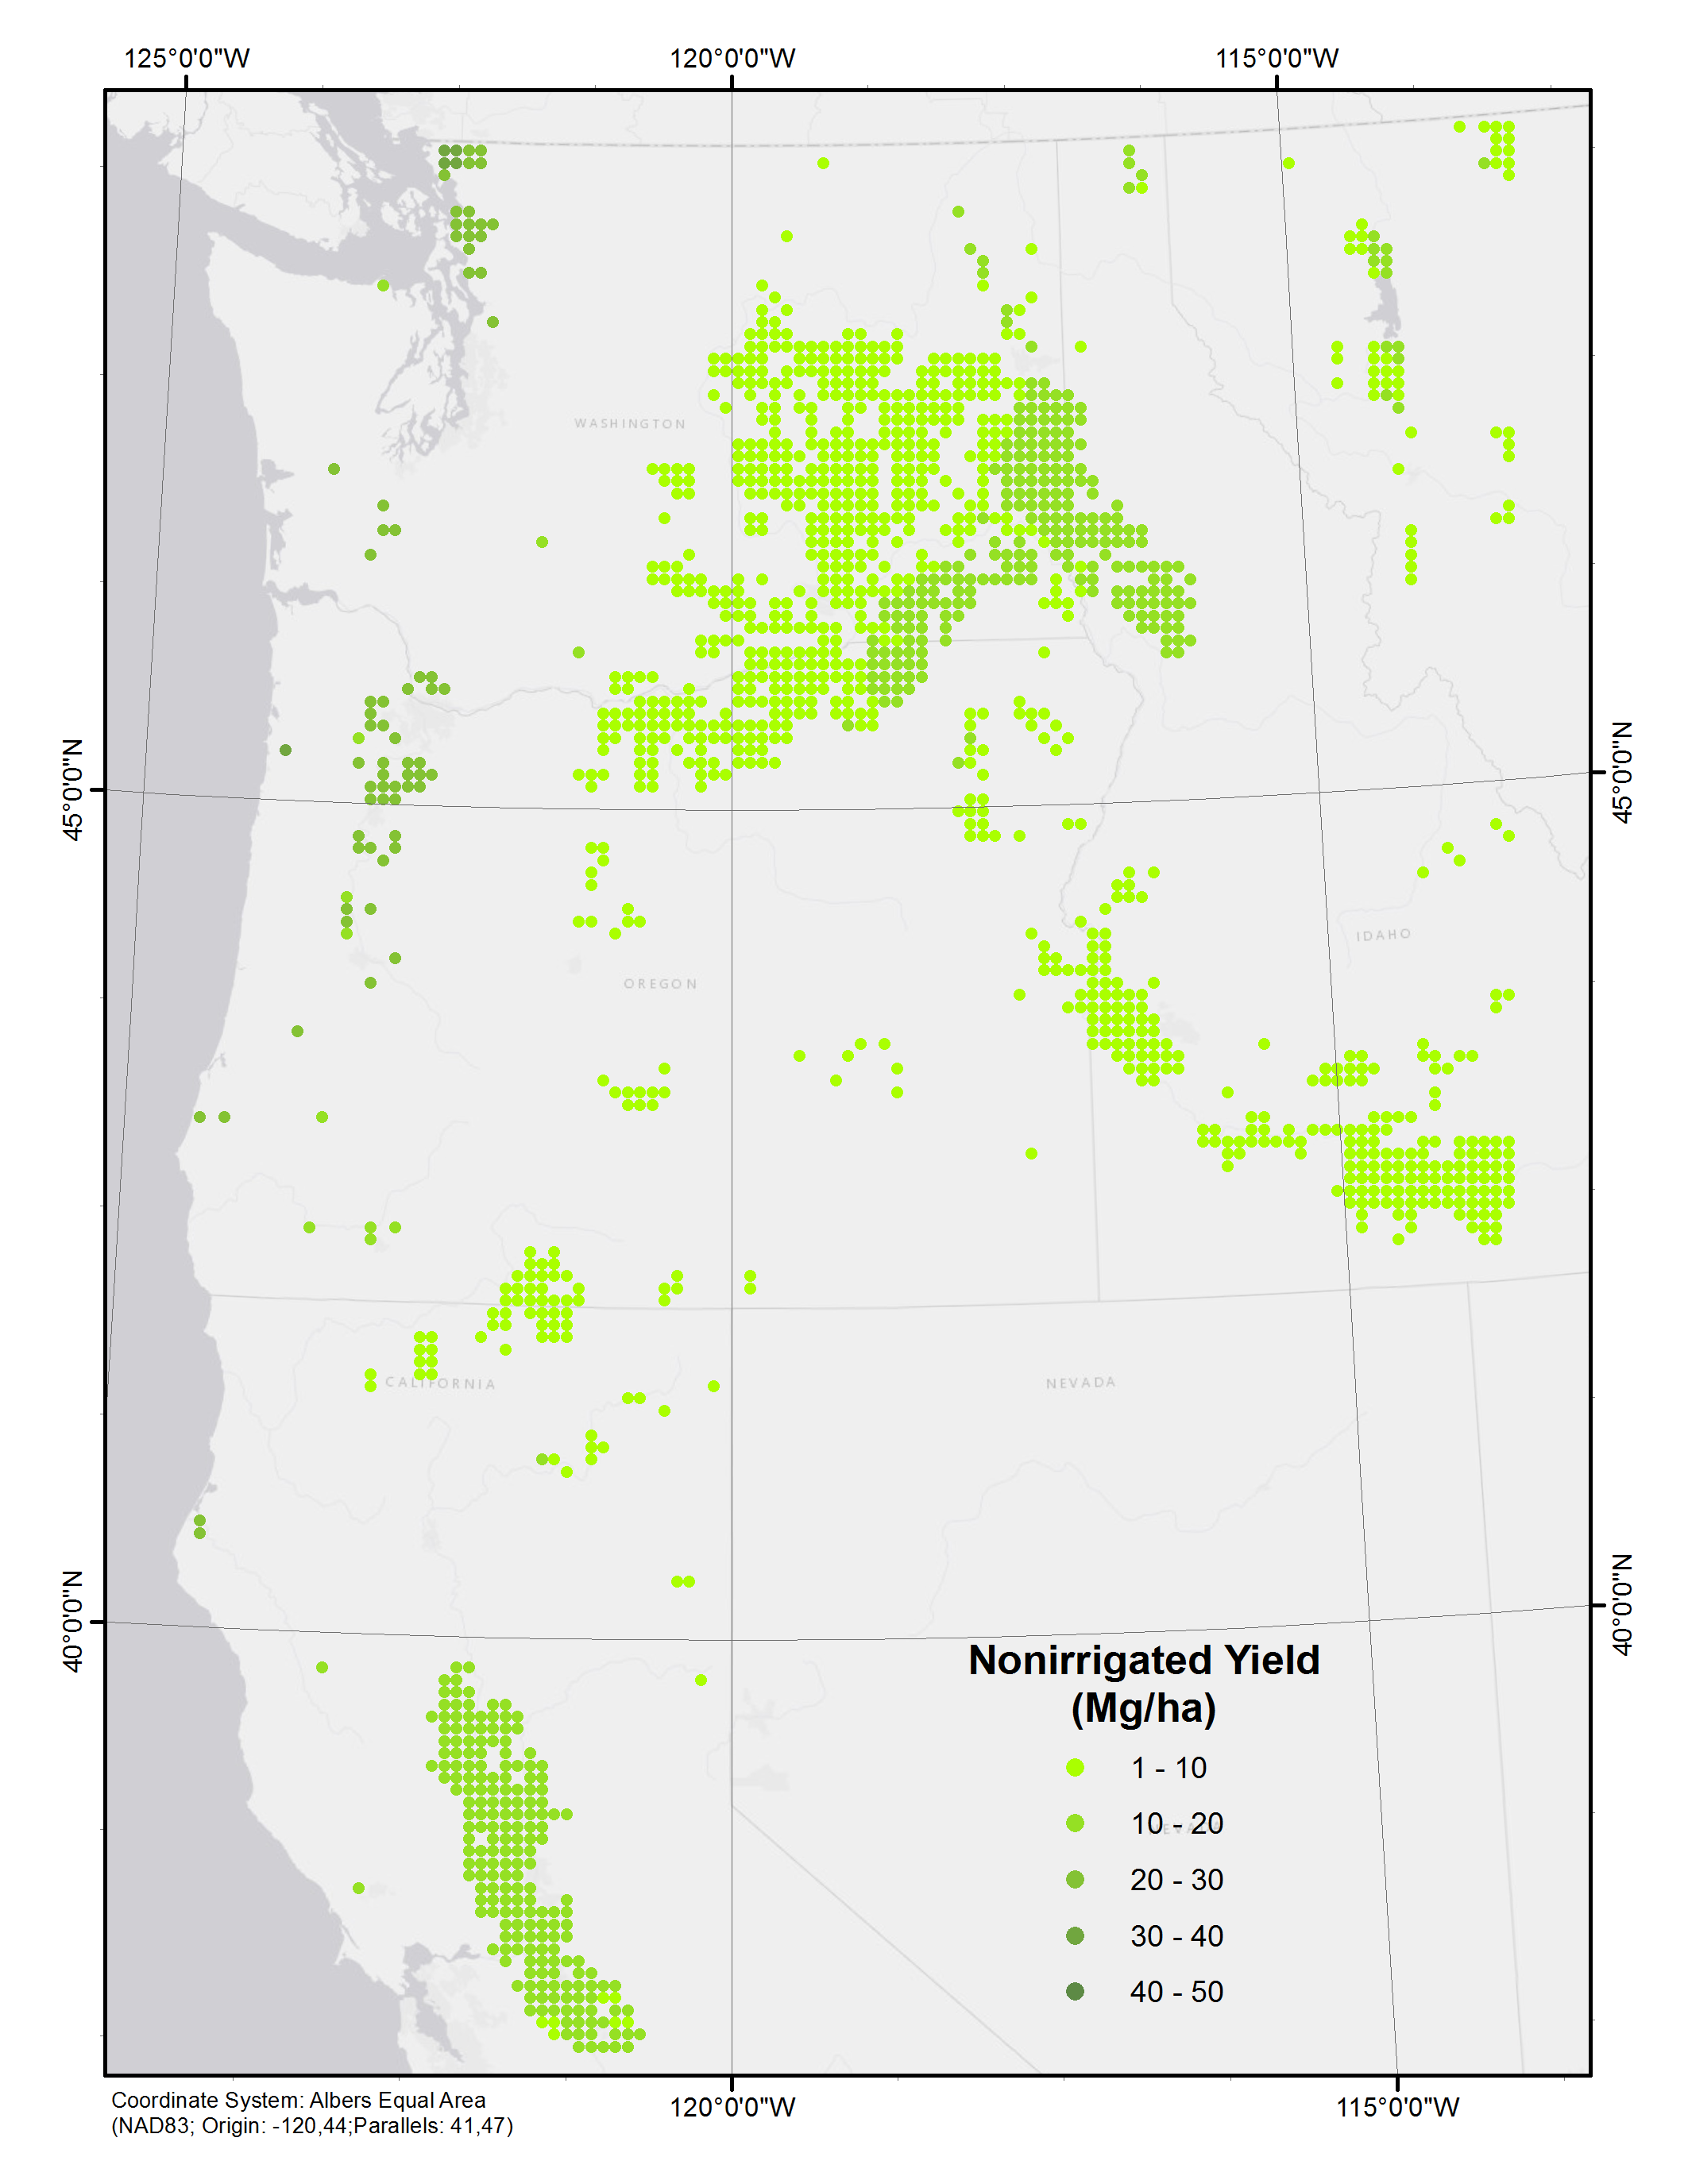 125°0'0"W 120°0'0"W 115°0'0"W
WASHINGTON
45°0'0"N
45°0'0"N
IDAHO
OREGON
CALIFORNIA
NEVADA
40°0'0"N
40°0'0"N
Nonirrigated Yield
(Mg/ha)
1 - 10
10 - 20
20 - 30
30 - 40
40 - 50
120°0'0"W 115°0'0"W
Coordinate System: Albers Equal Area
(NAD83; Origin: -120,44;Parallels: 41,47)